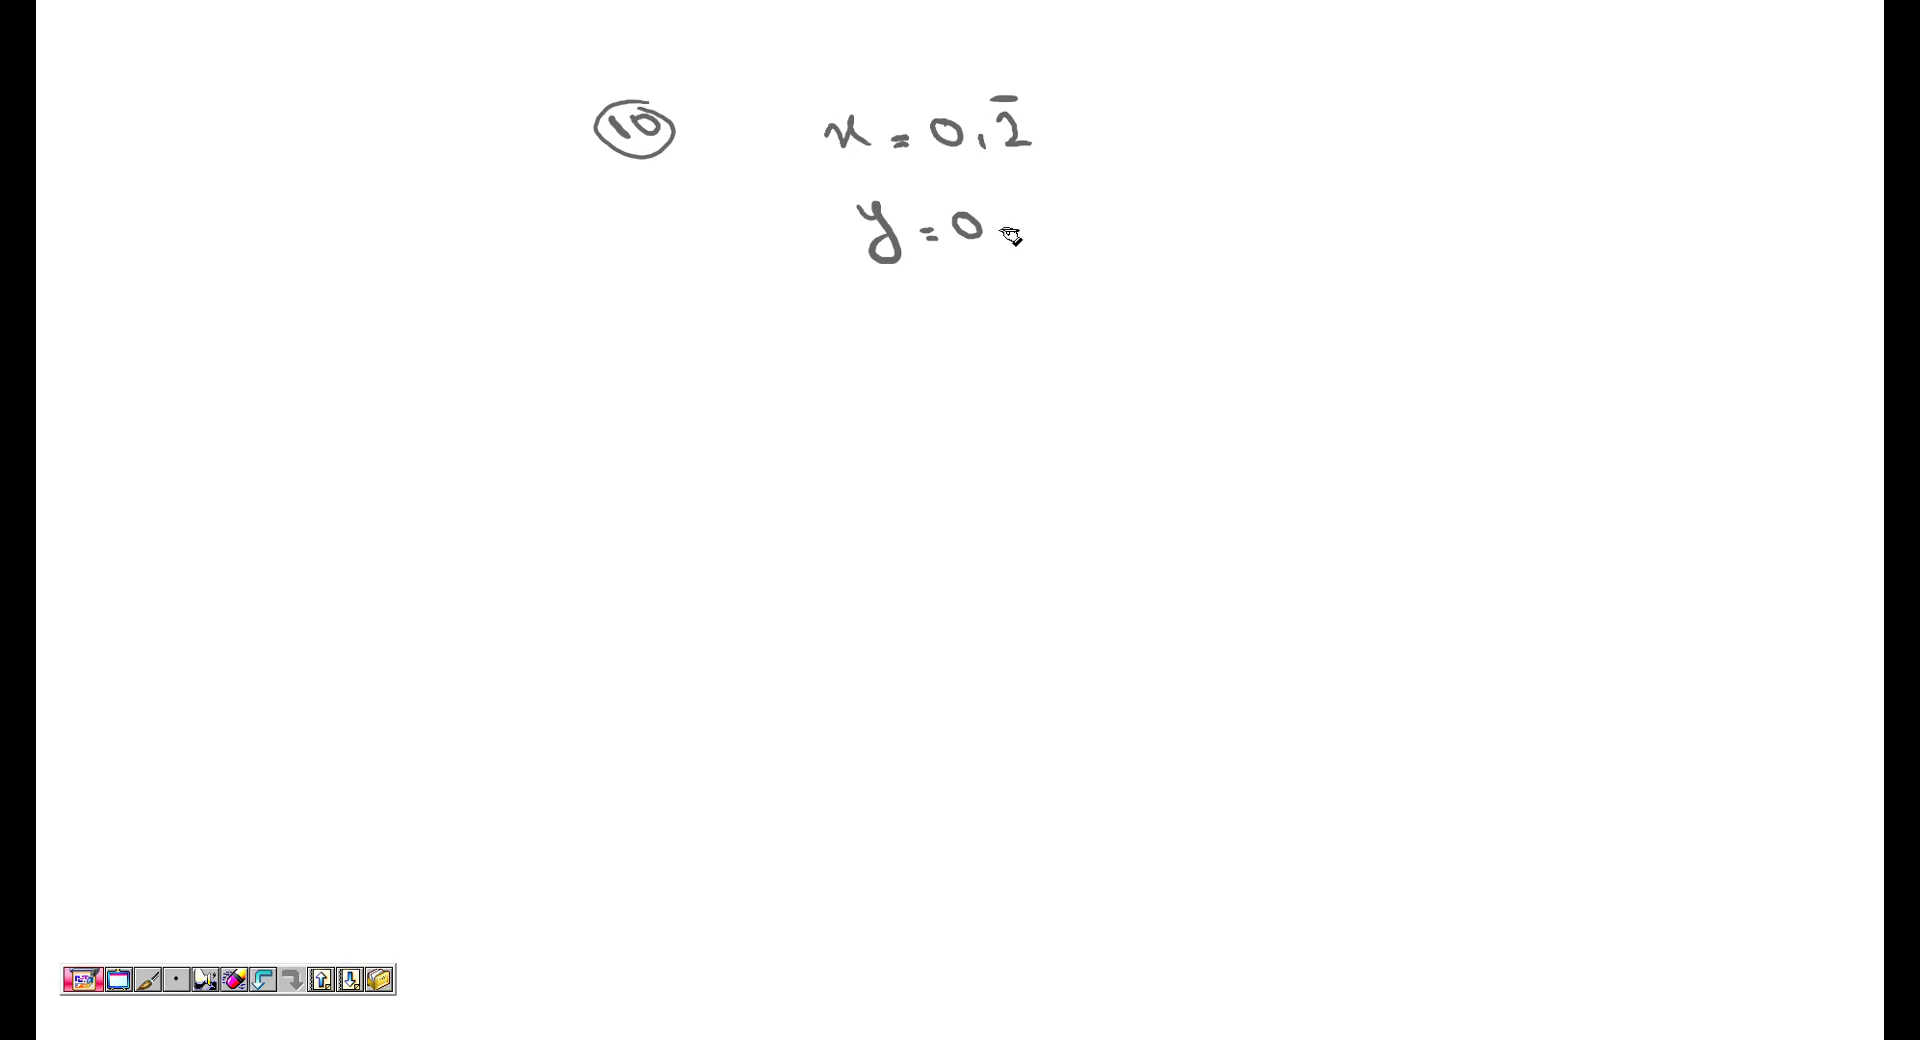 10 x = 0,2̅
y = 0